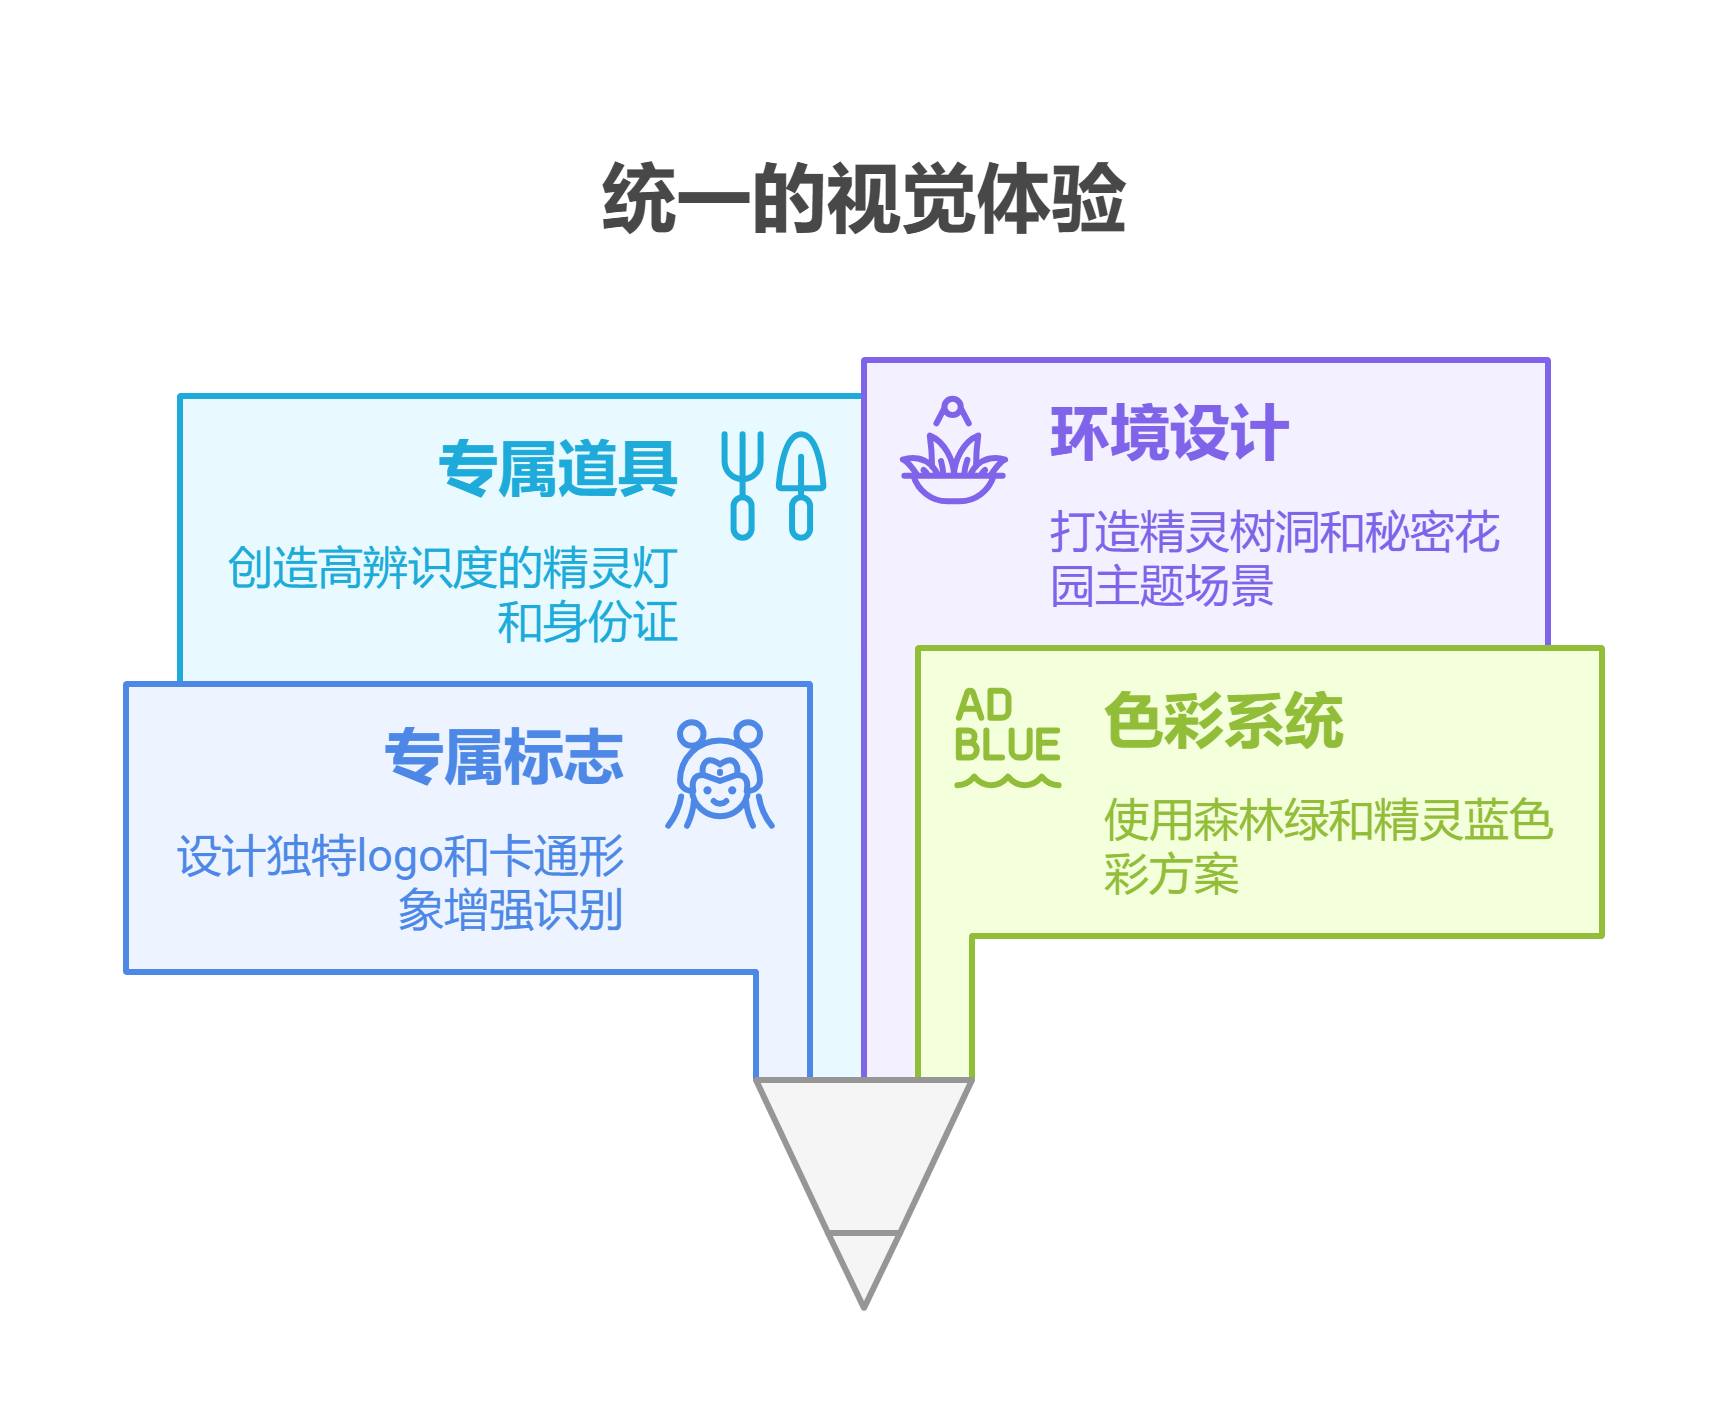 统一的视觉体验
专属道具
创造高辨识度的精灵灯
和身份证
环境设计
打造精灵树洞和秘密花
园主题场景
专属标志
设计独特logo和卡通形
象增强识别
AD
BLUE
色彩系统
使用森林绿和精灵蓝色
彩方案